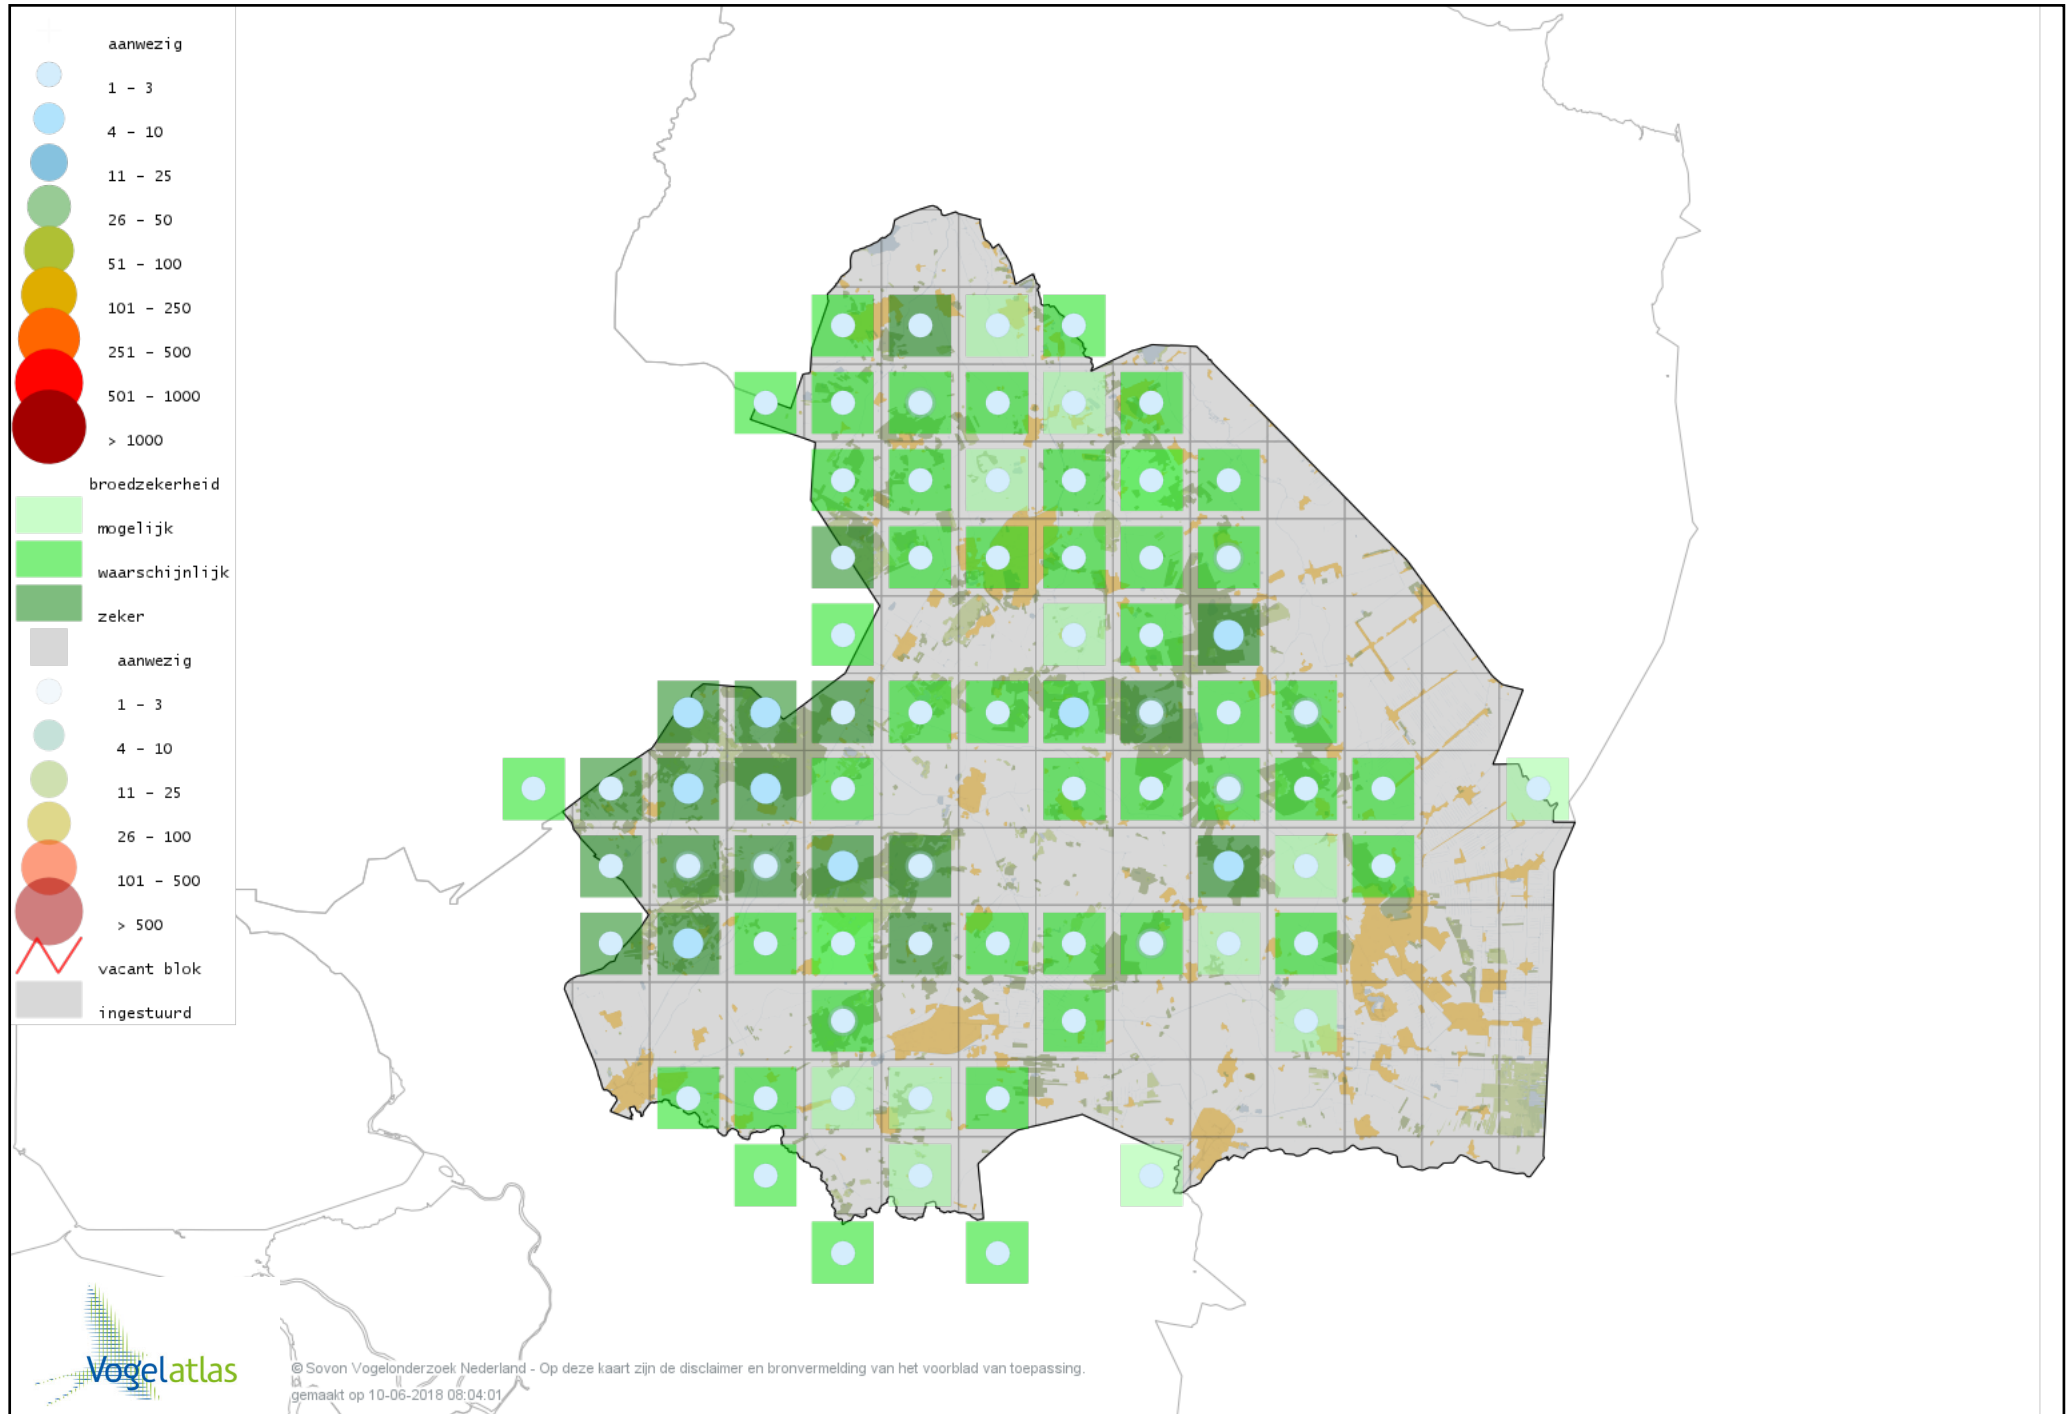 aanwezig
1 - 3
4 - 10
11 - 25
26 - 50
51 - 100
101 - 250
251 - 500
501 - 1000
> 1000
broedzekerheid
mogelijk
waarschijnlijk
zeker
aanwezig
1 - 3
4 - 10
11 - 25
26 - 100
101 - 500
> 500
vacant blok
ingestuurd
Vogelatlas
© Sovon Vogelonderzoek Nederland - Op deze kaart zijn de disclaimer en bronvermelding van het voorblad van toepassing.
gemaakt op 10-06-2018 08:04:01